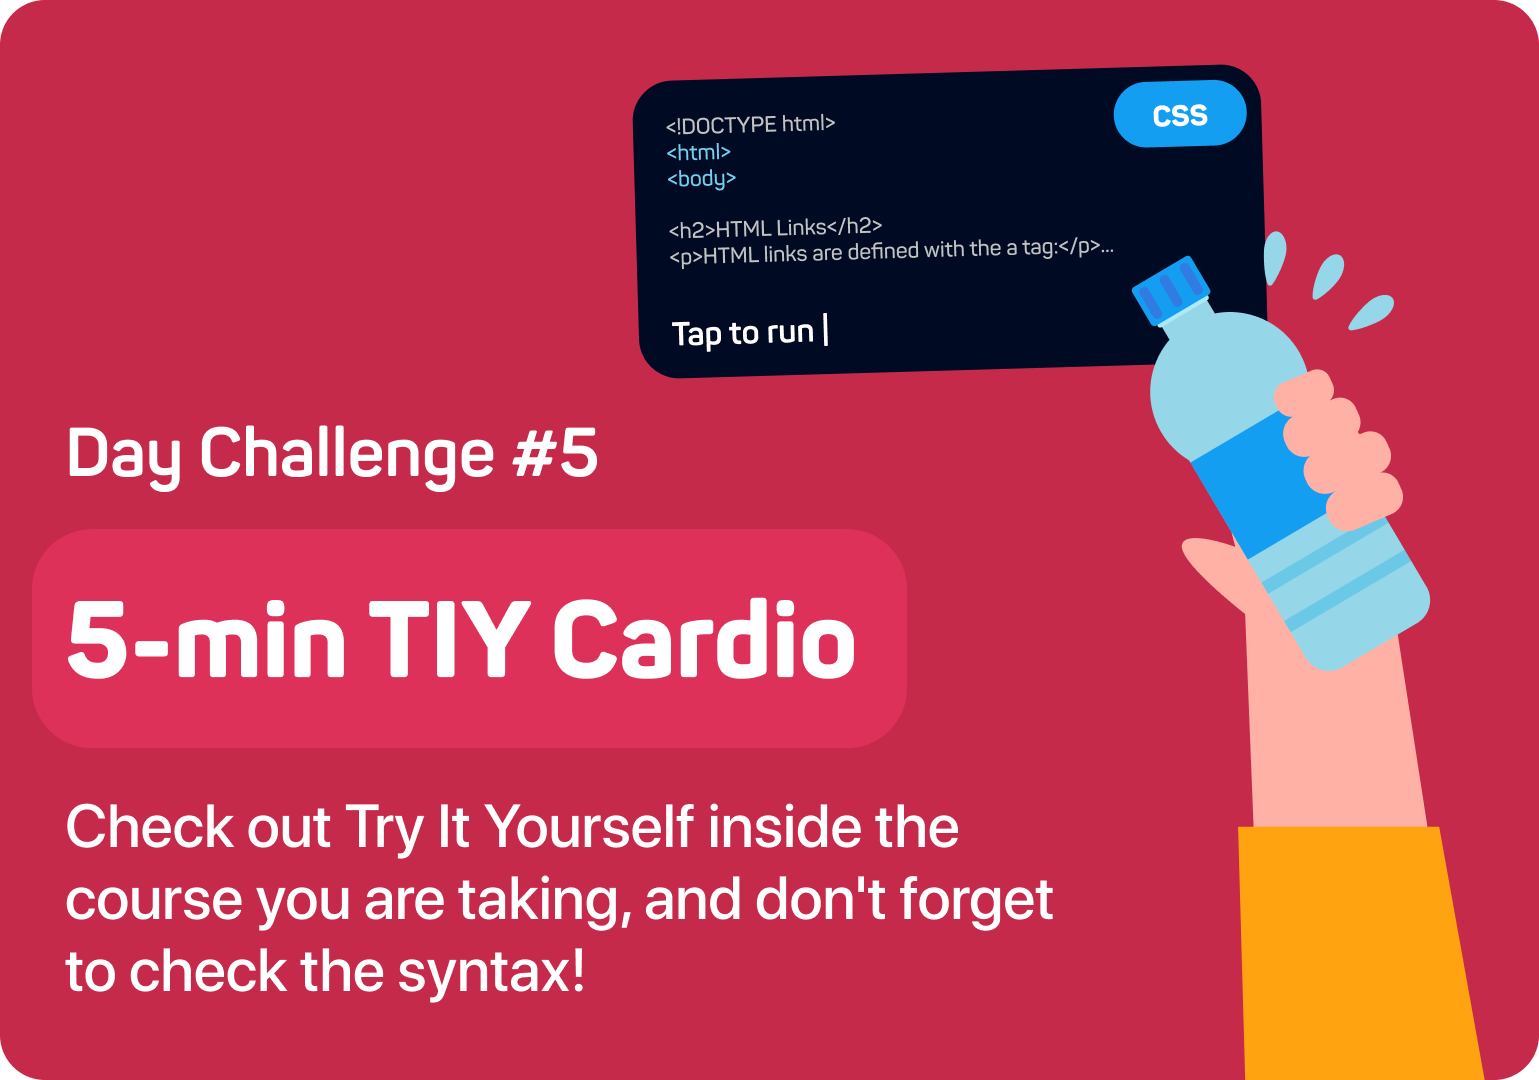 <!DOCTYPE html>
CSS
<html>
<body>
<h2>HTML Links</h2>
<p>HTML links are defined with the a tag:</p>...
Tap to run |
Day Challenge #5
5-min TIY Cardio
Check out Try It Yourself inside the
course you are taking, and don't forget
to check the syntax!